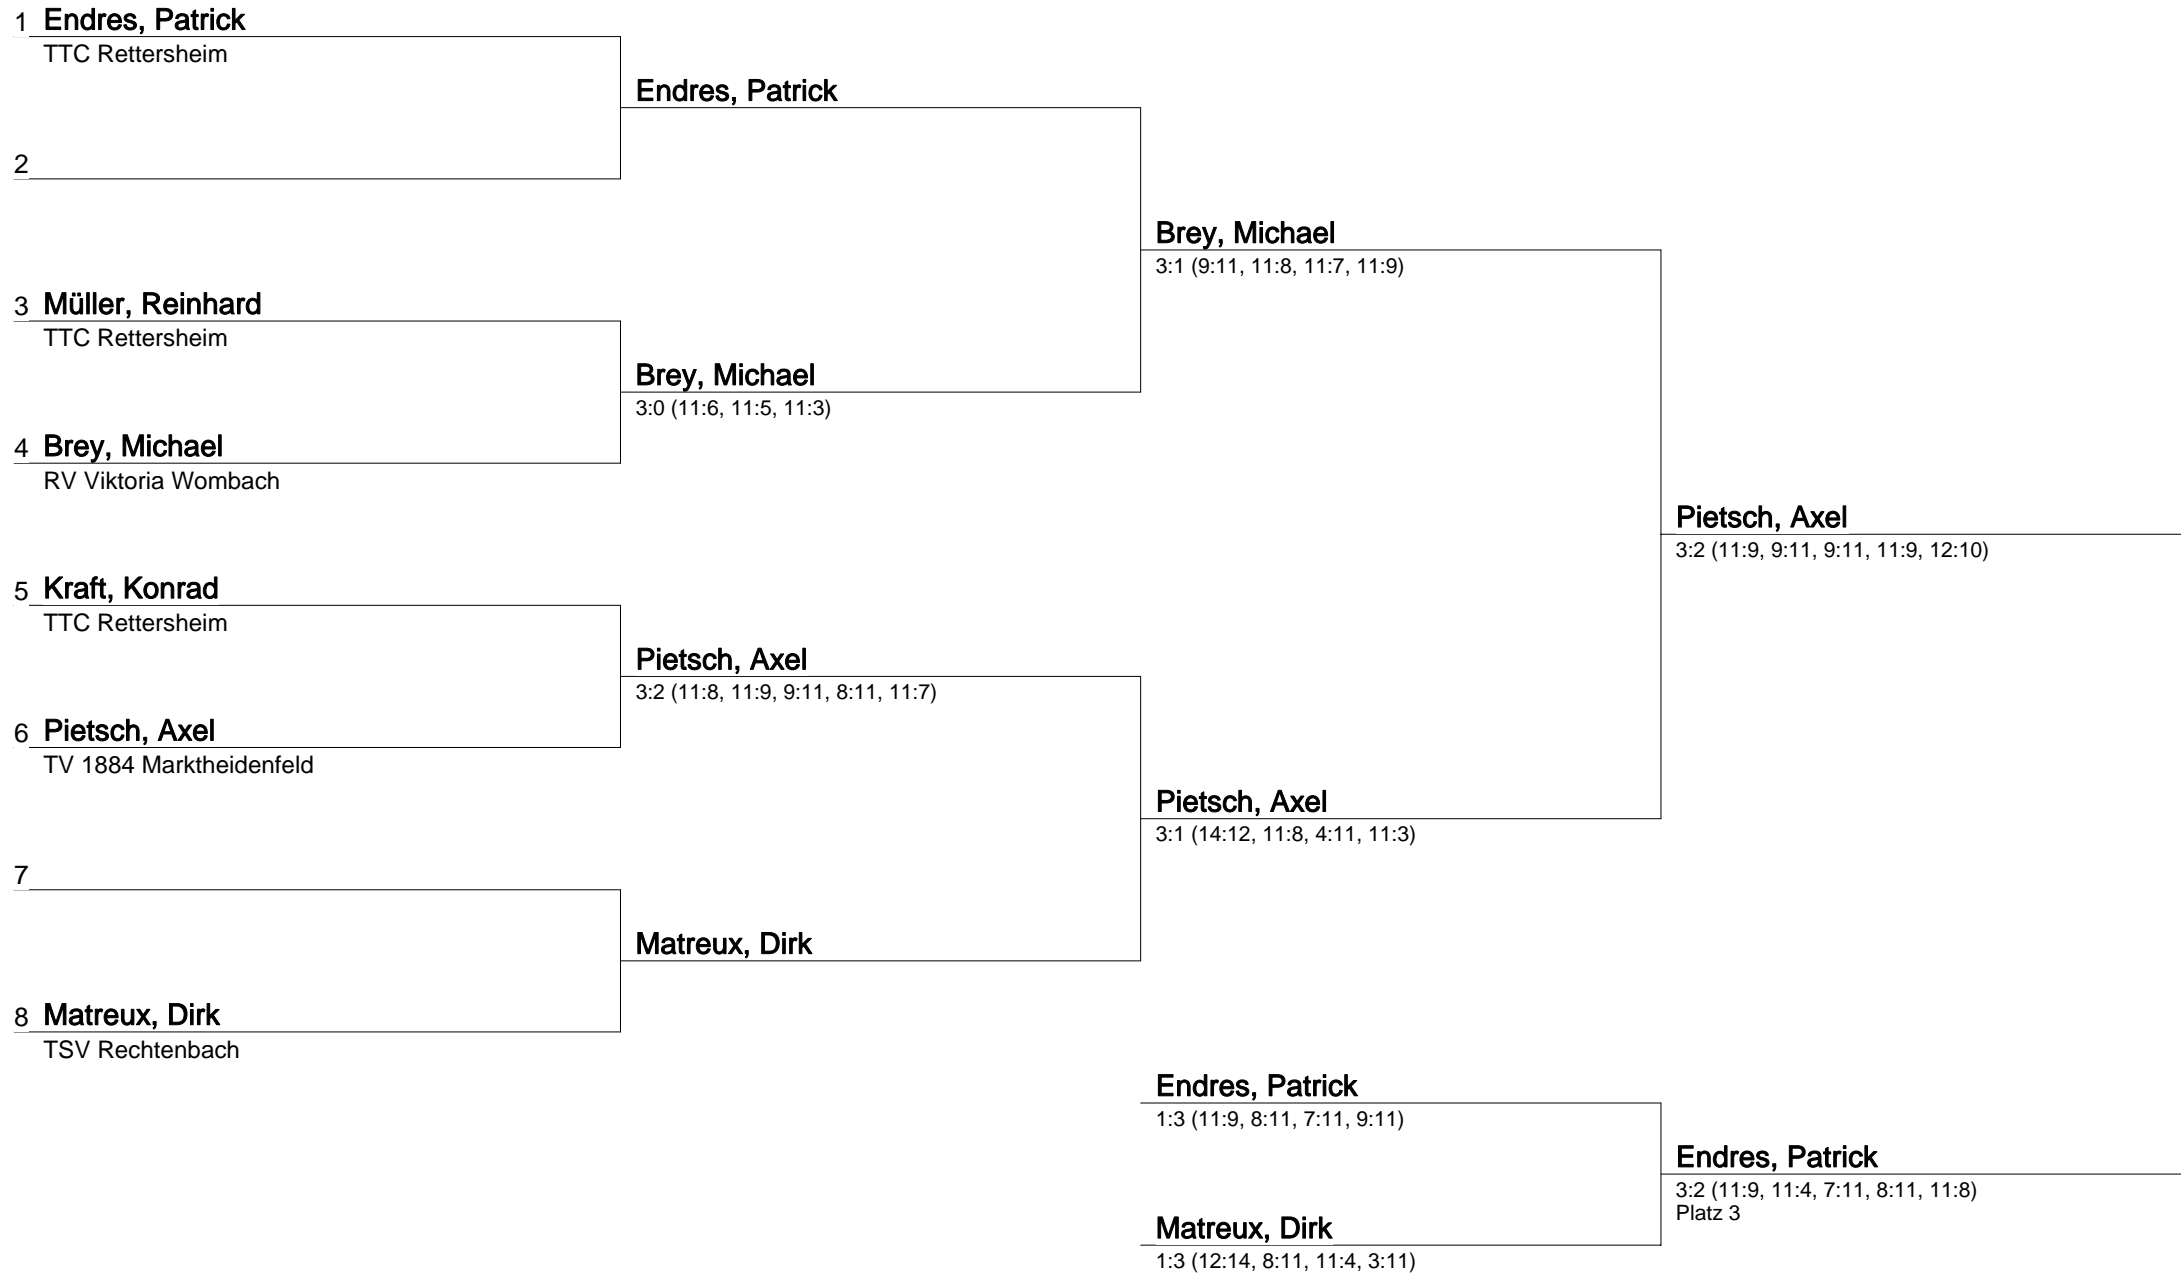 1 Endres, Patrick
TTC Rettersheim
Endres, Patrick
2
Brey, Michael
3:1 (9:11, 11:8, 11:7, 11:9)
3 Müller, Reinhard
TTC Rettersheim
Brey, Michael
3:0 (11:6, 11:5, 11:3)
4 Brey, Michael
RV Viktoria Wombach
Pietsch, Axel
3:2 (11:9, 9:11, 9:11, 11:9, 12:10)
5 Kraft, Konrad
TTC Rettersheim
Pietsch, Axel
3:2 (11:8, 11:9, 9:11, 8:11, 11:7)
6 Pietsch, Axel
TV 1884 Marktheidenfeld
Pietsch, Axel
3:1 (14:12, 11:8, 4:11, 11:3)
7
Matreux, Dirk
8 Matreux, Dirk
TSV Rechtenbach
Endres, Patrick
1:3 (11:9, 8:11, 7:11, 9:11)
Endres, Patrick
3:2 (11:9, 11:4, 7:11, 8:11, 11:8)
Platz 3
Matreux, Dirk
1:3 (12:14, 8:11, 11:4, 3:11)